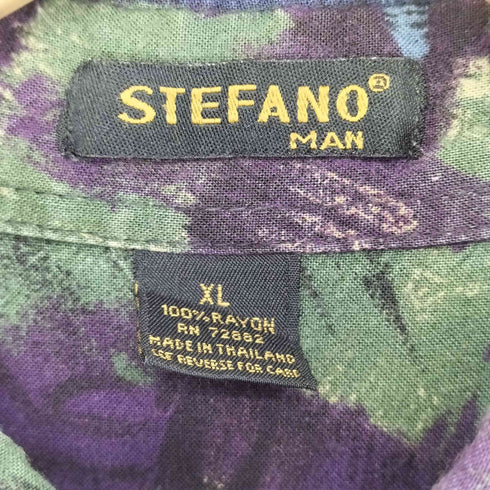 STEFANO®
MAN
XL
100% RAYON
RN 72882
MADE IN THAILAND
SEE REVERSE FOR CARE